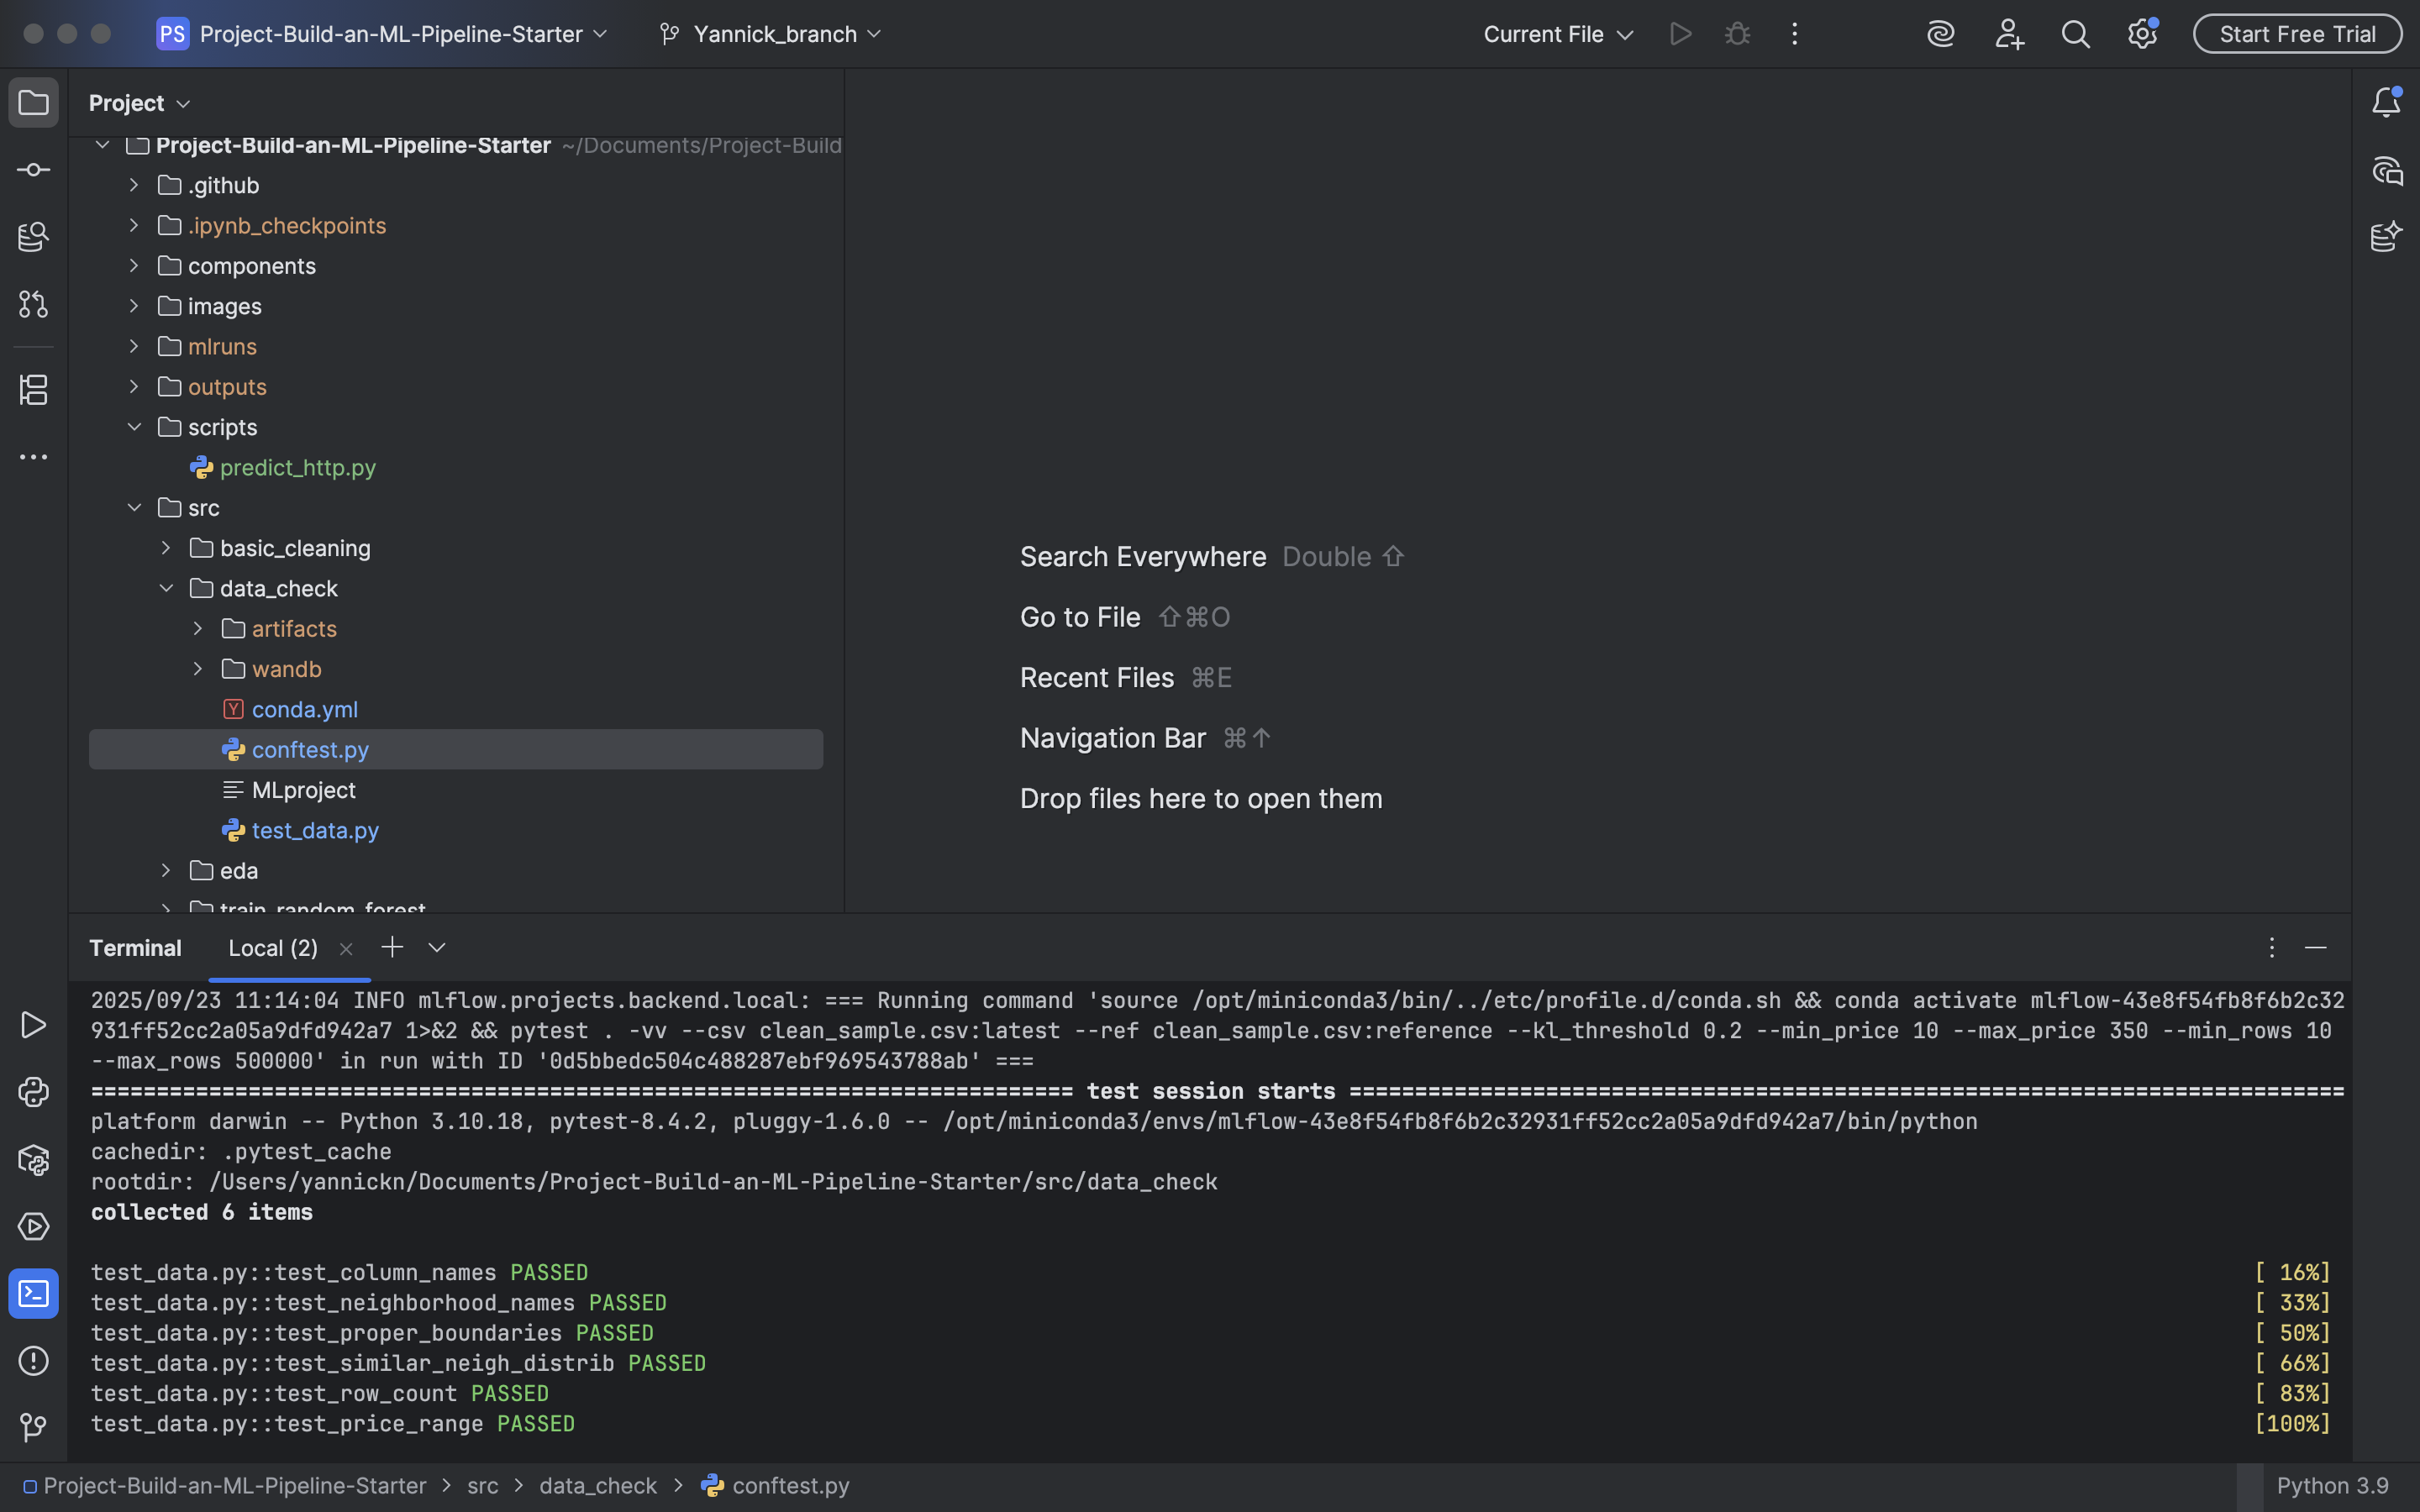 PS Project-Build-an-ML-Pipeline-Starter Yannick_branch Current File Start Free Trial
Project
Project-Build-an-ML-Pipeline-Starter ~/Documents/Project-Build
.github
.ipynb_checkpoints
components
images
mlruns
outputs
scripts
predict_http.py
src
basic_cleaning
data_check
artifacts
wandb
Y conda.yml
conftest.py
MLproject
test_data.py
eda
train_random_forest
Search Everywhere Double ⇧
Go to File ⇧⌘O
Recent Files ⌘E
Navigation Bar ⌘↑
Drop files here to open them
Terminal Local (2)
2025/09/23 11:14:04 INFO mlflow.projects.backend.local: === Running command 'source /opt/miniconda3/bin/../etc/profile.d/conda.sh && conda activate mlflow-43e8f54fb8f6b2c32
931ff52cc2a05a9dfd942a7 1>&2 && pytest . -vv --csv clean_sample.csv:latest --ref clean_sample.csv:reference --kl_threshold 0.2 --min_price 10 --max_price 350 --min_rows 10
--max_rows 500000' in run with ID '0d5bbedc504c488287ebf969543788ab' ===
=========================================================================== test session starts ============================================================================
platform darwin -- Python 3.10.18, pytest-8.4.2, pluggy-1.6.0 -- /opt/miniconda3/envs/mlflow-43e8f54fb8f6b2c32931ff52cc2a05a9dfd942a7/bin/python
cachedir: .pytest_cache
rootdir: /Users/yannickn/Documents/Project-Build-an-ML-Pipeline-Starter/src/data_check
collected 6 items
test_data.py::test_column_names PASSED [ 16%]
test_data.py::test_neighborhood_names PASSED [ 33%]
test_data.py::test_proper_boundaries PASSED [ 50%]
test_data.py::test_similar_neigh_distrib PASSED [ 66%]
test_data.py::test_row_count PASSED [ 83%]
test_data.py::test_price_range PASSED [100%]
Project-Build-an-ML-Pipeline-Starter > src > data_check > conftest.py Python 3.9